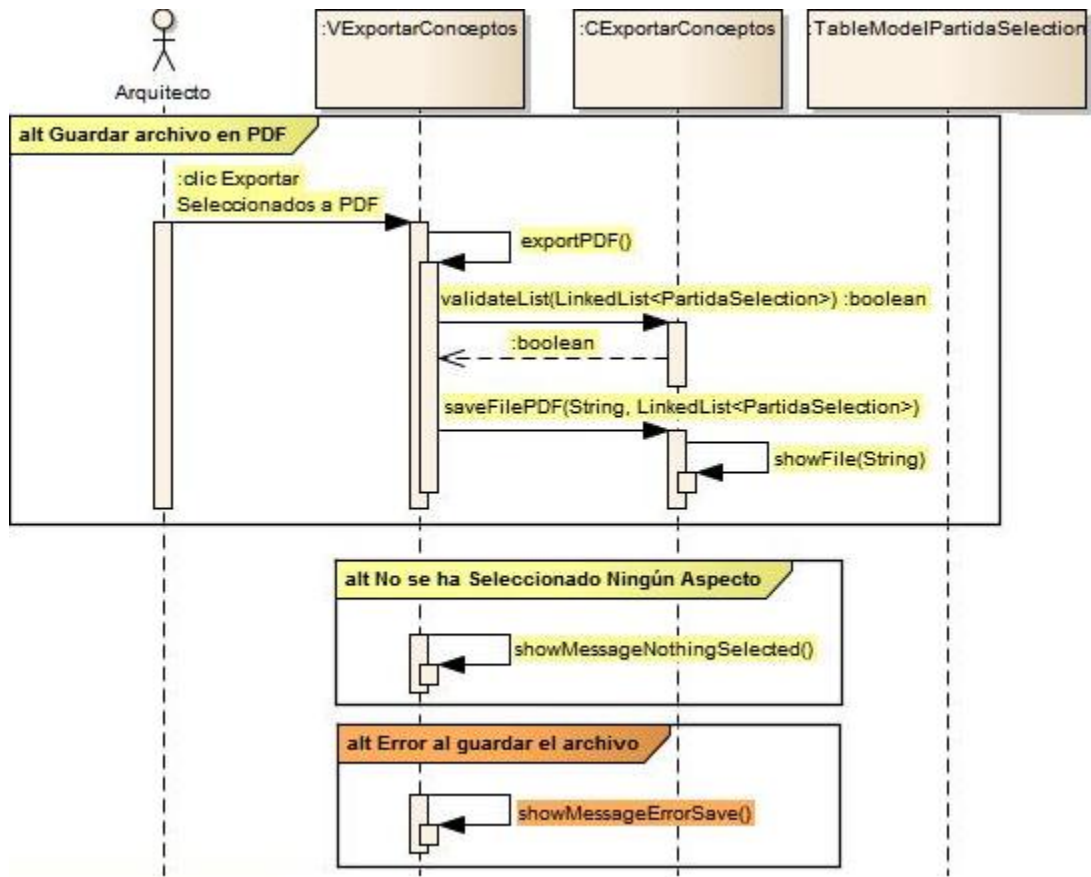 :VExportarConceptos
:CExportarConceptos
:TableModelPartidaSelection
Arquitecto
alt Guardar archivo en PDF
:clic Exportar
Seleccionados a PDF
exportPDF()
validateList(LinkedList<PartidaSelection>) :boolean
:boolean
saveFilePDF(String, LinkedList<PartidaSelection>)
showFile(String)
alt No se ha Seleccionado Ningún Aspecto
showMessageNothingSelected()
alt Error al guardar el archivo
showMessageErrorSave()